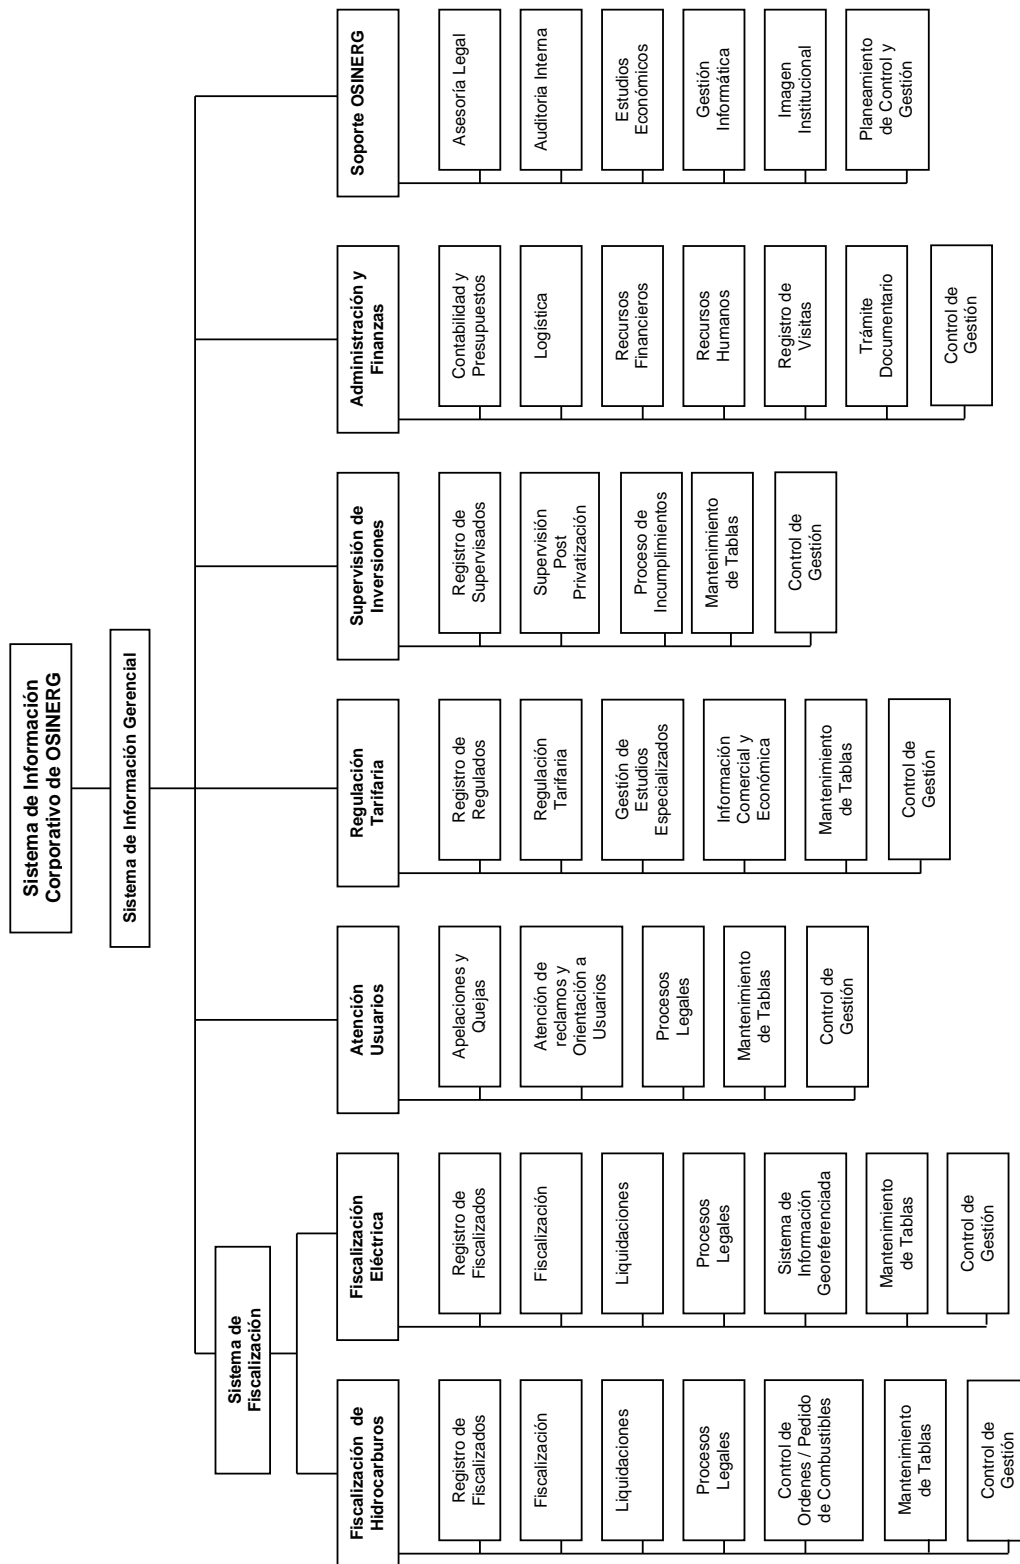 Sistema de Información
Corporativo de OSINERG
Sistema de Información Gerencial
Sistema de
Fiscalización
Fiscalización de
Hidrocarburos
Registro de
Fiscalizados
Fiscalización
Liquidaciones
Procesos
Legales
Control de
Ordenes / Pedido
de Combustibles
Mantenimiento
de Tablas
Control de
Gestión
Fiscalización
Eléctrica
Registro de
Fiscalizados
Fiscalización
Liquidaciones
Procesos
Legales
Sistema de
Información
Georeferenciada
Mantenimiento
de Tablas
Control de
Gestión
Atención
Usuarios
Apelaciones y
Quejas
Atención de
reclamos y
Orientación a
Usuarios
Procesos
Legales
Mantenimiento
de Tablas
Control de
Gestión
Regulación
Tarifaria
Registro de
Regulados
Regulación
Tarifaria
Gestión de
Estudios
Especializados
Información
Comercial y
Económica
Mantenimiento
de Tablas
Control de
Gestión
Supervisión de
Inversiones
Registro de
Supervisados
Supervisión
Post
Privatización
Proceso de
Incumplimientos
Mantenimiento
de Tablas
Control de
Gestión
Administración y
Finanzas
Contabilidad y
Presupuestos
Logística
Recursos
Financieros
Recursos
Humanos
Registro de
Visitas
Trámite
Documentario
Control de
Gestión
Soporte OSINERG
Asesoría Legal
Auditoria Interna
Estudios
Económicos
Gestión
Informática
Imagen
Institucional
Planeamiento
de Control y
Gestión